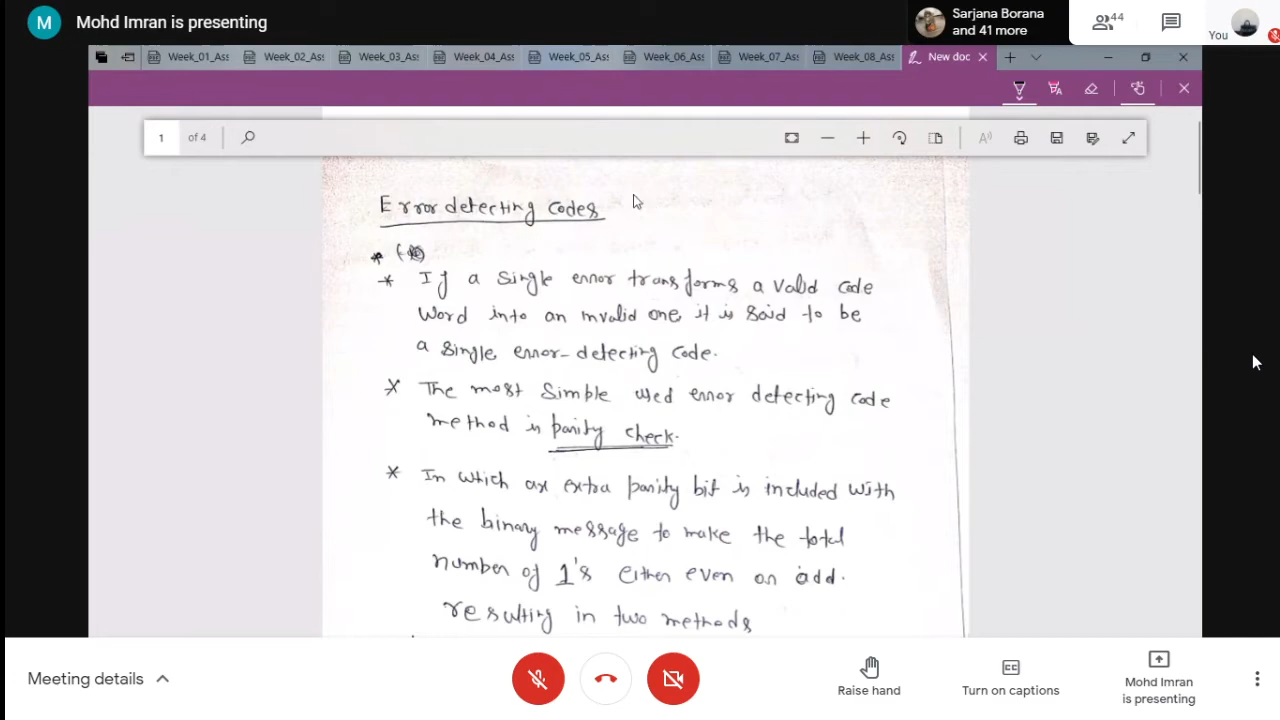 M Mohd Imran is presenting
Sarjana Borana
and 41 more
44
You
Week_01_Ass
Week_02_Ass
Week_03_Ass
Week_04_Ass
Week_05_Ass
Week_06_Ass
Week_07_Ass
Week_08_Ass
New doc
1 of 4
Error detecting codes
* If a single error transforms a valid code
word into an invalid one, it is said to be
a single error-detecting code.
* The most simple used error detecting code
method is parity check.
* In which an extra parity bit is included with
the binary message to make the total
number of 1's either even or add.
resulting in two methods
Meeting details
Raise hand
Turn on captions
Mohd Imran
is presenting